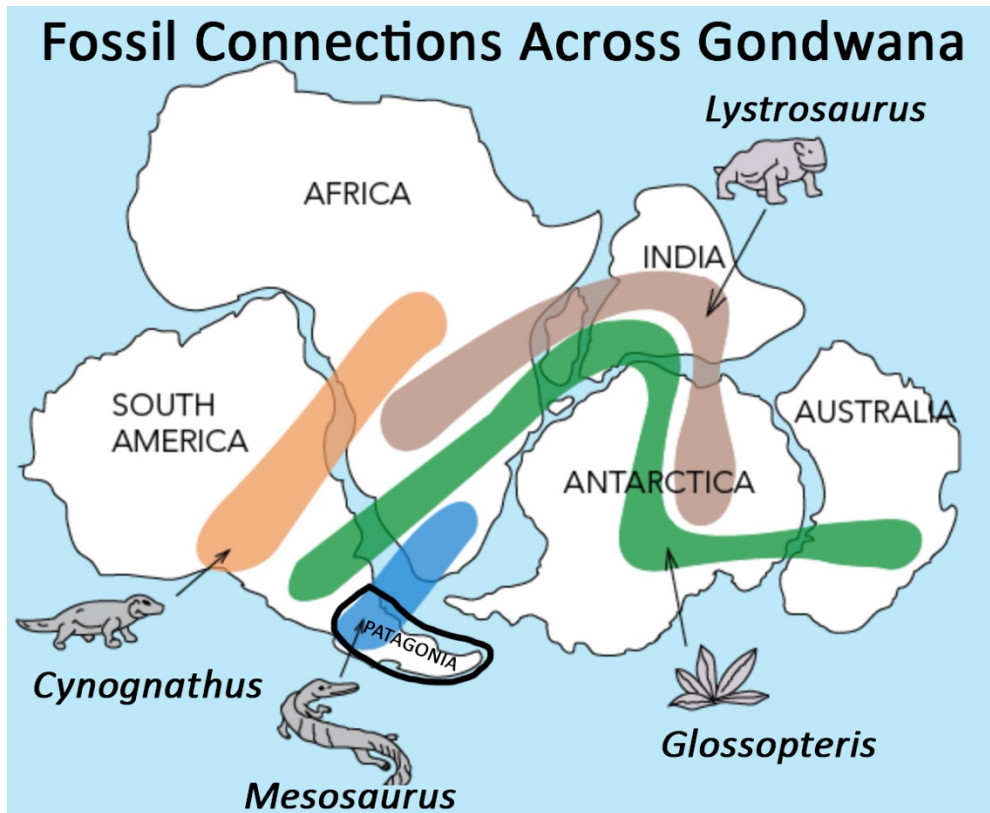 Fossil Connections Across Gondwana
Lystrosaurus
AFRICA
INDIA
SOUTH
AMERICA
AUSTRALIA
ANTARCTICA
PATAGONIA
Cynognathus
Glossopteris
Mesosaurus